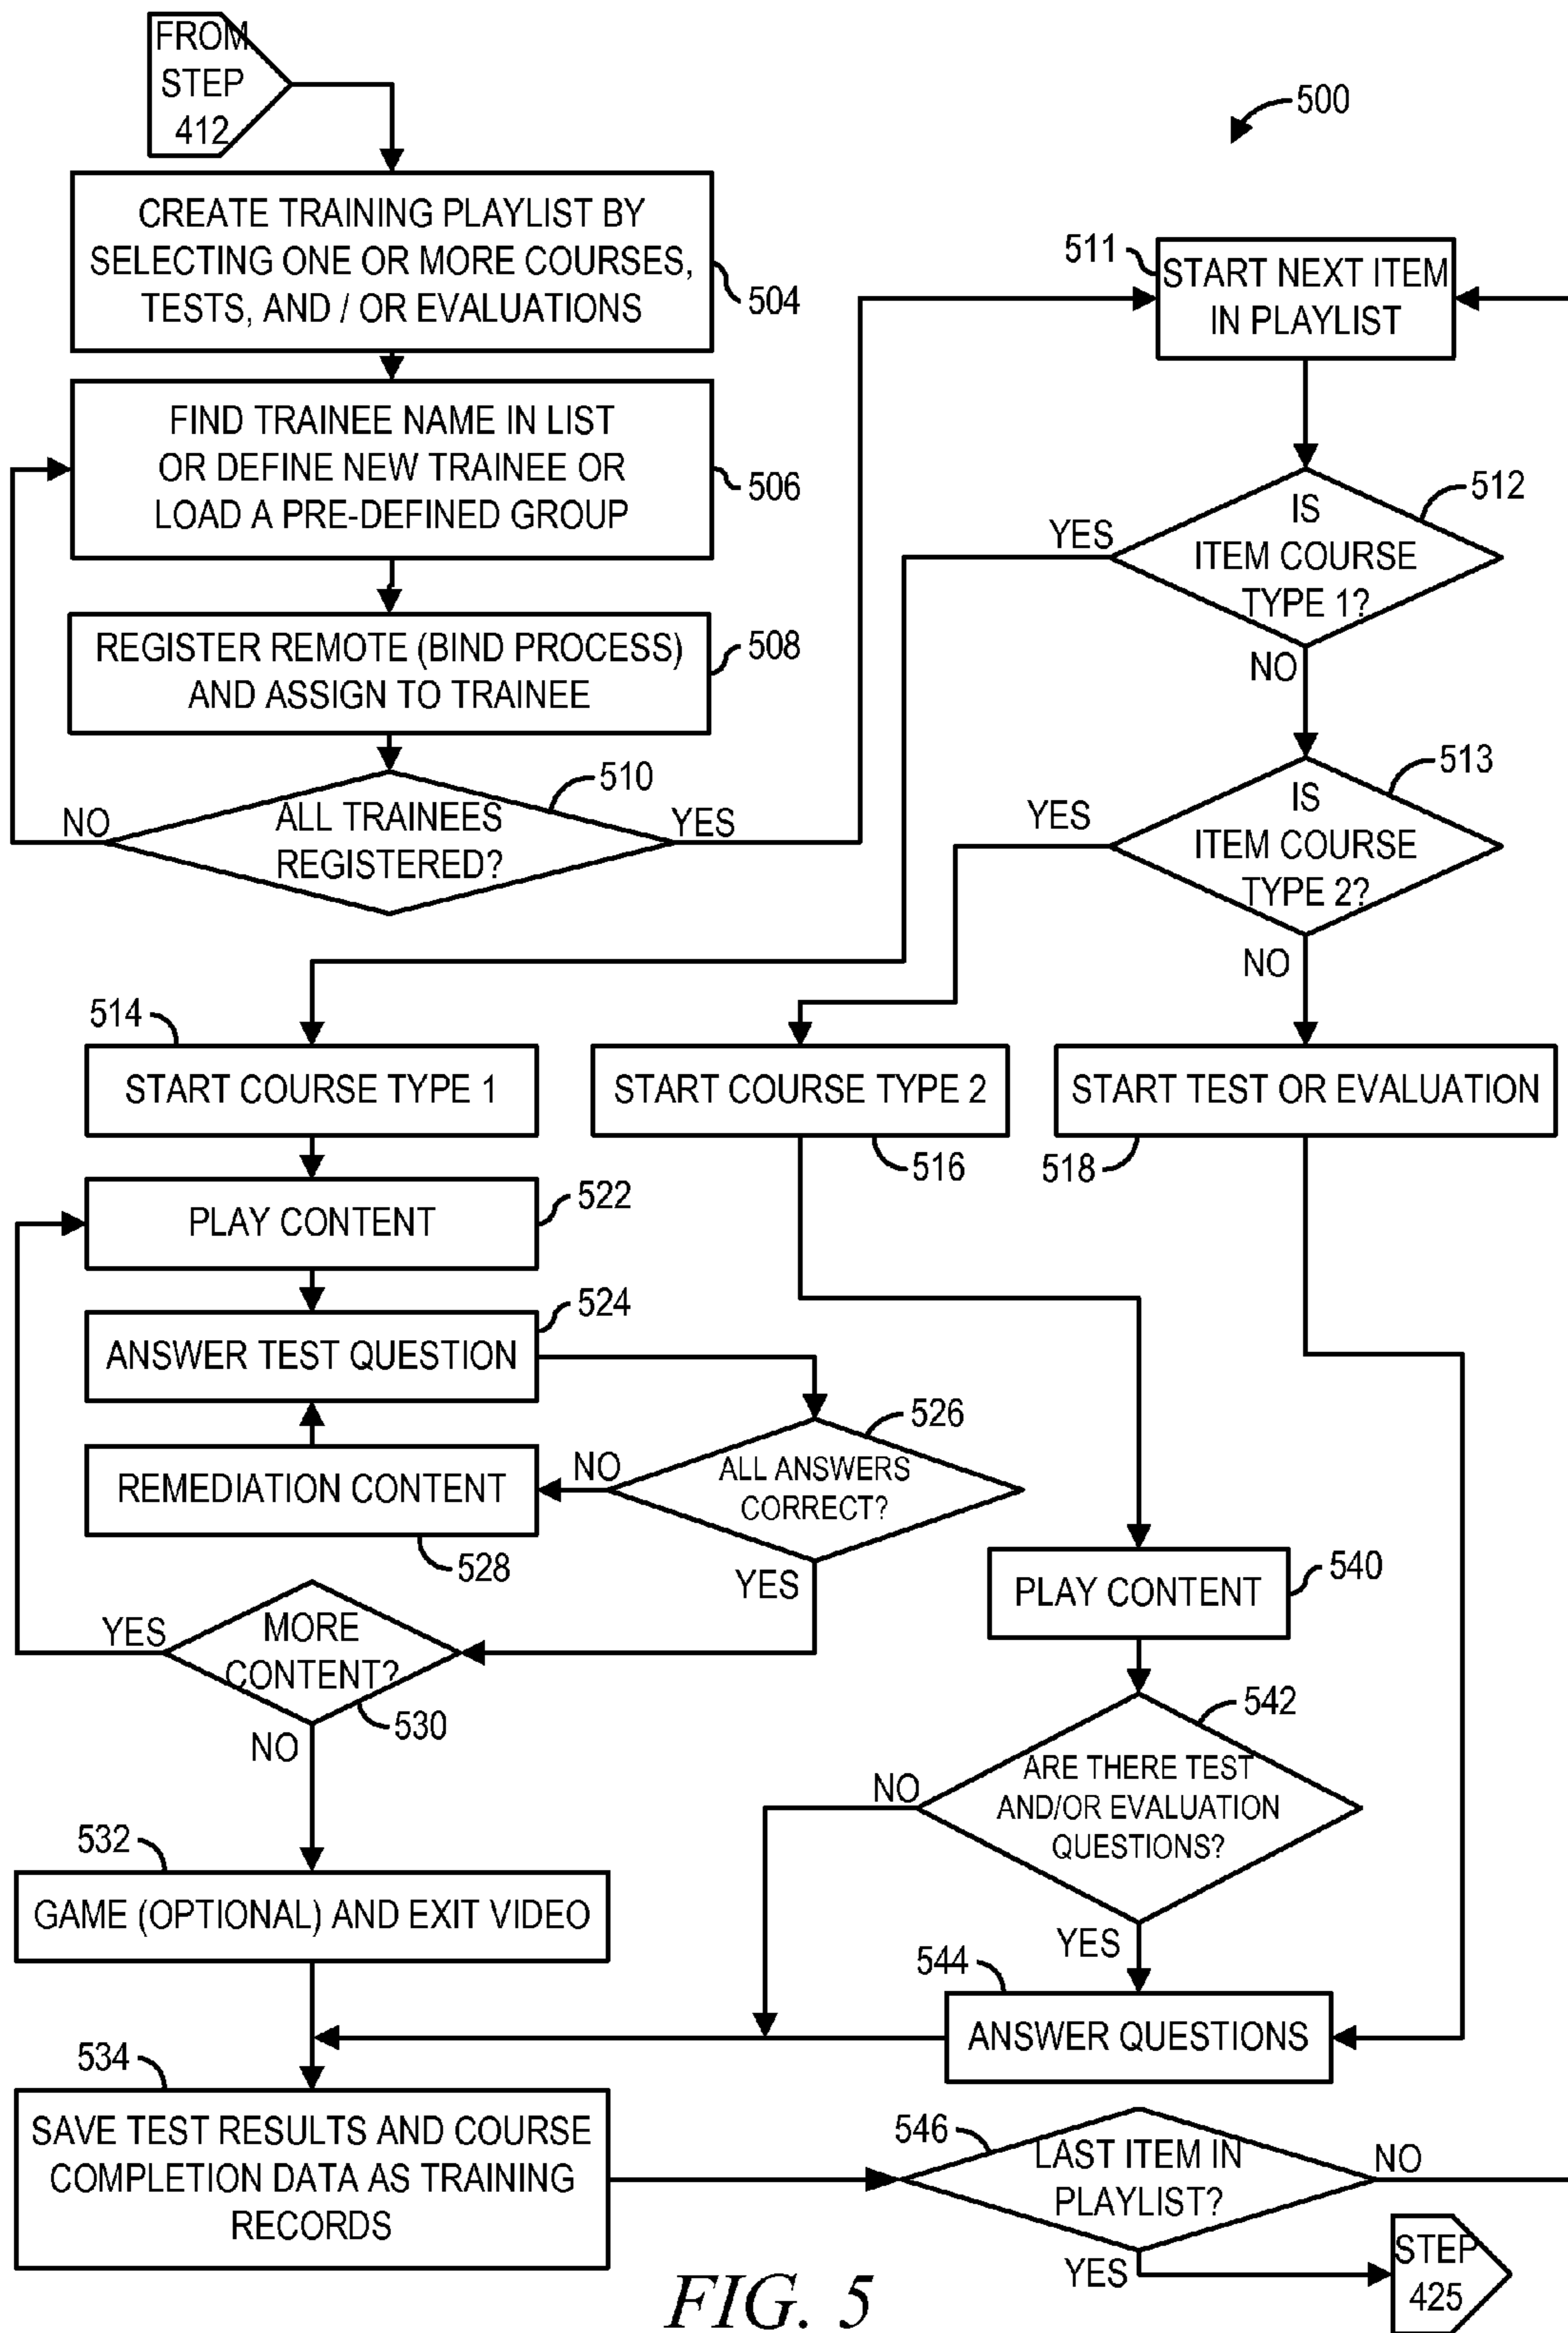 FROM
STEP
412
500
CREATE TRAINING PLAYLIST BY
SELECTING ONE OR MORE COURSES,
TESTS, AND / OR EVALUATIONS
504
FIND TRAINEE NAME IN LIST
OR DEFINE NEW TRAINEE OR
LOAD A PRE-DEFINED GROUP
506
REGISTER REMOTE (BIND PROCESS)
AND ASSIGN TO TRAINEE
508
510
ALL TRAINEES
REGISTERED?
NO
YES
511
START NEXT ITEM
IN PLAYLIST
512
IS
ITEM COURSE
TYPE 1?
YES
NO
513
IS
ITEM COURSE
TYPE 2?
YES
NO
514
START COURSE TYPE 1
START COURSE TYPE 2
516
START TEST OR EVALUATION
518
PLAY CONTENT
522
524
ANSWER TEST QUESTION
526
ALL ANSWERS
CORRECT?
NO
YES
REMEDIATION CONTENT
528
MORE
CONTENT?
YES
530
NO
PLAY CONTENT
540
542
ARE THERE TEST
AND/OR EVALUATION
QUESTIONS?
NO
YES
532
GAME (OPTIONAL) AND EXIT VIDEO
544
ANSWER QUESTIONS
534
SAVE TEST RESULTS AND COURSE
COMPLETION DATA AS TRAINING
RECORDS
546
LAST ITEM IN
PLAYLIST?
NO
YES
STEP
425
FIG. 5